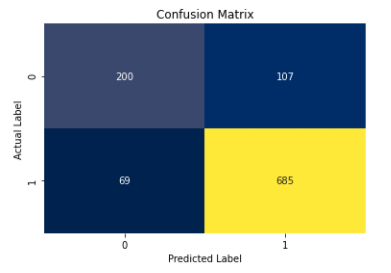 Confusion Matrix
Actual Label
0
200
107
1
69
685
0
1
Predicted Label